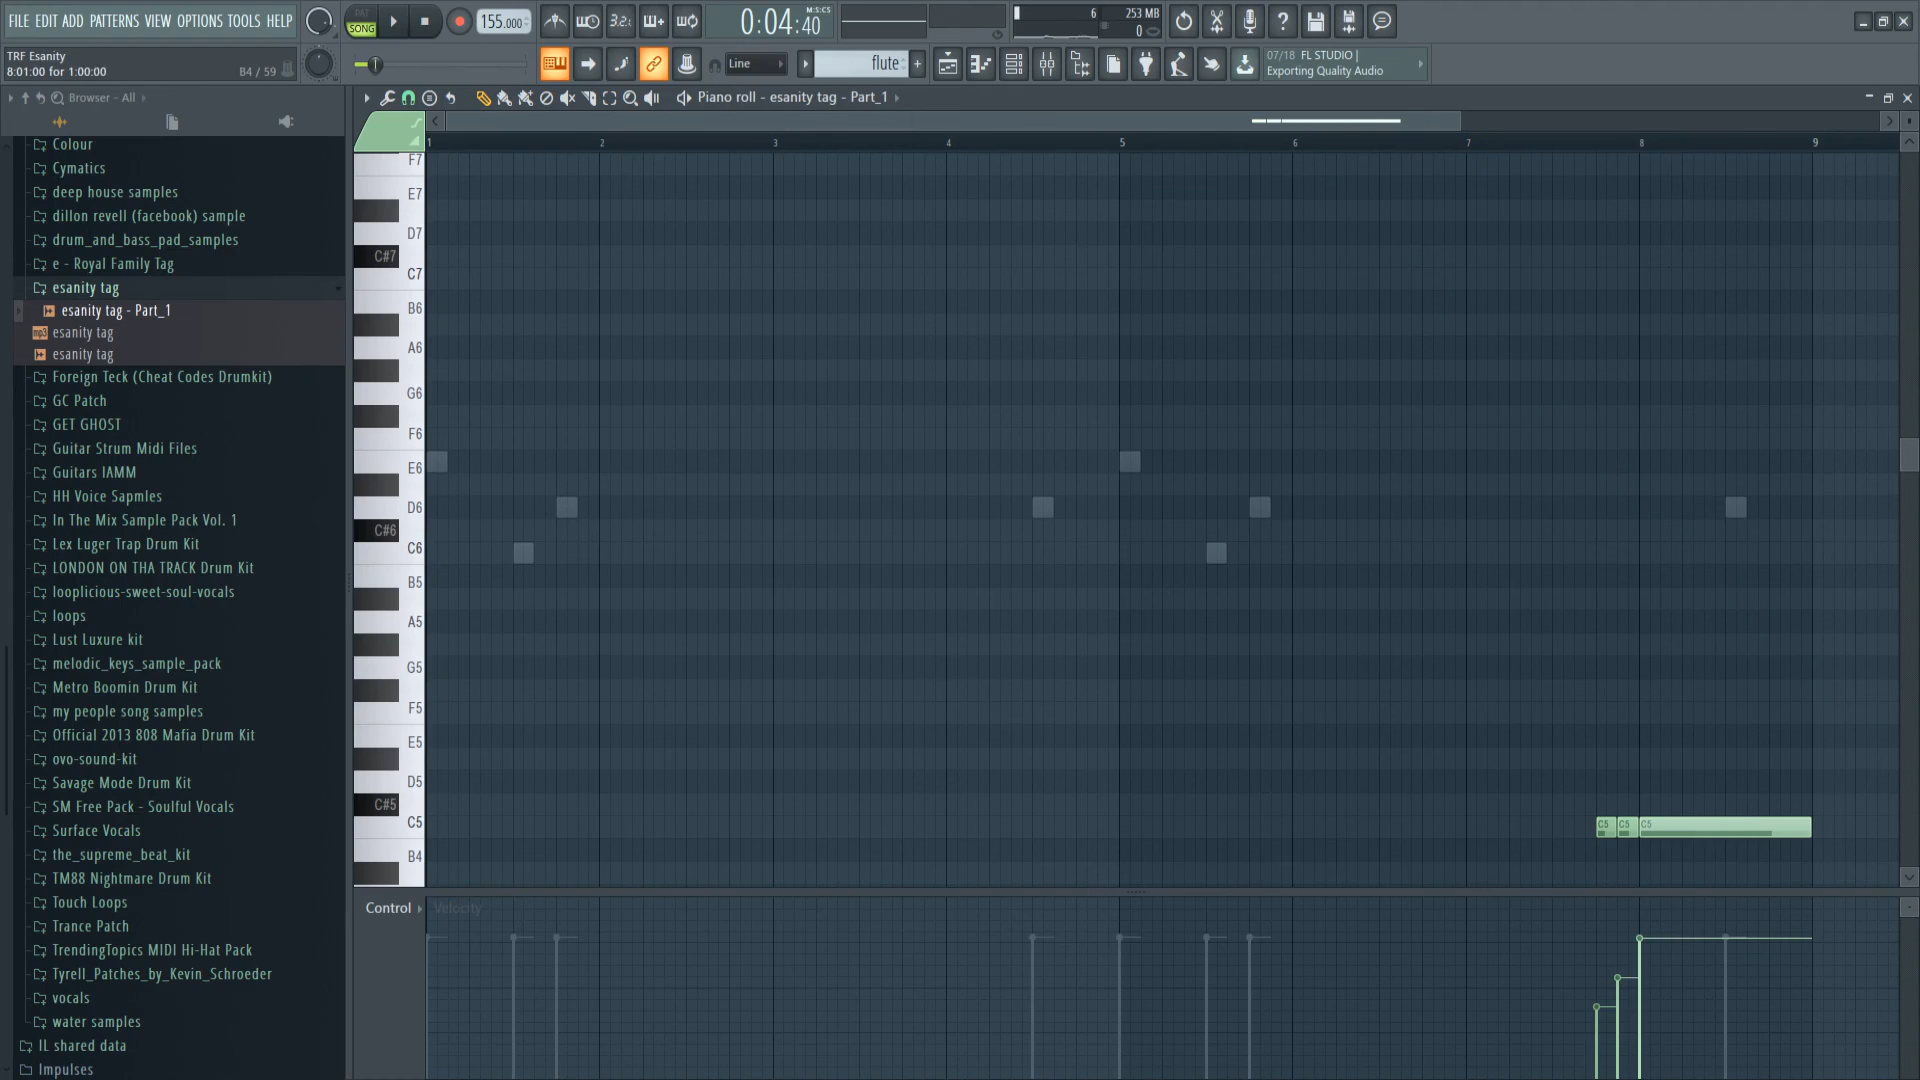 FILE EDIT ADD PATTERNS VIEW OPTIONS TOOLS HELP
PAT
SONG
155.000
3.2.
0:04:40
M:S:CS
6
253 MB
0
TRF Esanity
8:01:00 for 1:00:00
B4 / 59
Line
flute
07/18 FL STUDIO |
Exporting Quality Audio
Browser - All
Piano roll - esanity tag - Part_1
1 2 3 4 5 6 7 8 9
Colour
Cymatics
deep house samples
dillon revell (facebook) sample
drum_and_bass_pad_samples
e - Royal Family Tag
esanity tag
esanity tag - Part_1
mp3 esanity tag
esanity tag
Foreign Teck (Cheat Codes Drumkit)
GC Patch
GET GHOST
Guitar Strum Midi Files
Guitars IAMM
HH Voice Sapmles
In The Mix Sample Pack Vol. 1
Lex Luger Trap Drum Kit
LONDON ON THA TRACK Drum Kit
looplicious-sweet-soul-vocals
loops
Lust Luxure kit
melodic_keys_sample_pack
Metro Boomin Drum Kit
my people song samples
Official 2013 808 Mafia Drum Kit
ovo-sound-kit
Savage Mode Drum Kit
SM Free Pack - Soulful Vocals
Surface Vocals
the_supreme_beat_kit
TM88 Nightmare Drum Kit
Touch Loops
Trance Patch
TrendingTopics MIDI Hi-Hat Pack
Tyrell_Patches_by_Kevin_Schroeder
vocals
water samples
IL shared data
Impulses
F7
E7
D7
C#7
C7
B6
A6
G6
F6
E6
D6
C#6
C6
B5
A5
G5
F5
E5
D5
C#5
C5
B4
C5 C5 C5
Control
Velocity